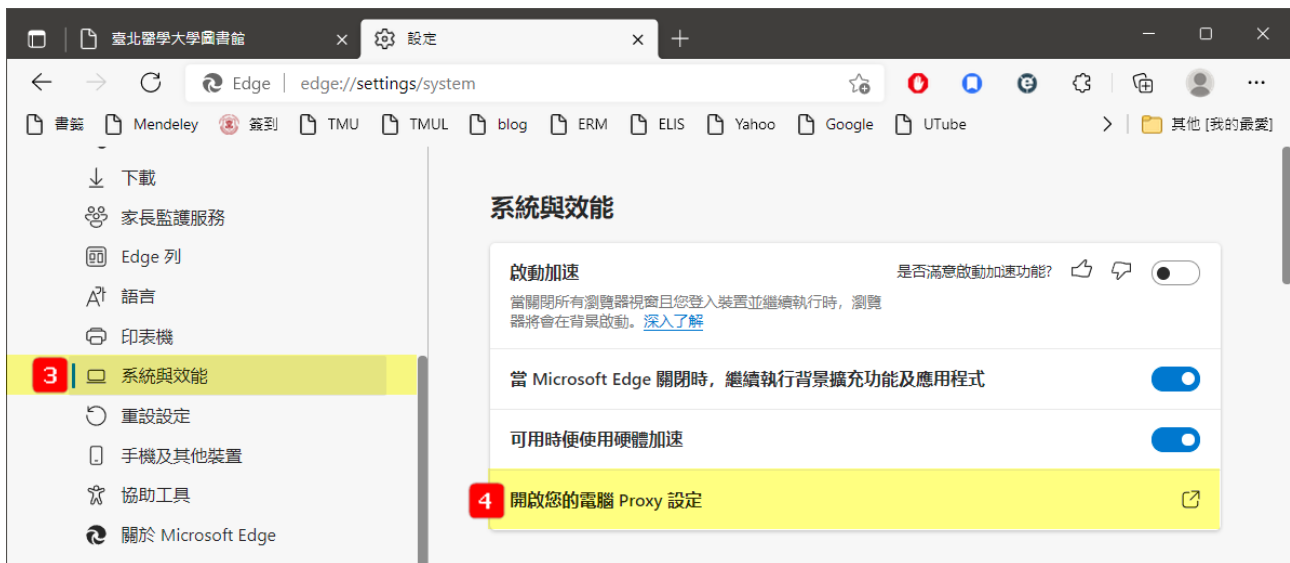 臺北醫學大學圖書館
設定
Edge
edge://settings/system
書籤 Mendeley 簽到 TMU TMUL blog ERM ELIS Yahoo Google UTube 其他 [我的最愛]
下載
家長監護服務
Edge 列
語言
印表機
3 系統與效能
重設設定
手機及其他裝置
協助工具
關於 Microsoft Edge
系統與效能
啟動加速
是否滿意啟動加速功能?
當關閉所有瀏覽器視窗且您登入裝置並繼續執行時，瀏覽
器將會在背景啟動。深入了解
當 Microsoft Edge 關閉時，繼續執行背景擴充功能及應用程式
可用時便使用硬體加速
4 開啟您的電腦 Proxy 設定